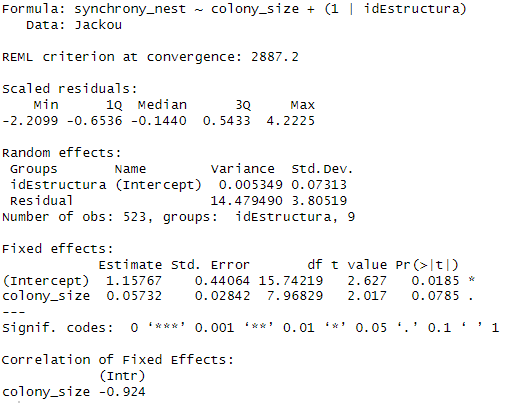 Formula: synchrony_nest ~ colony_size + (1 | idEstructura)
   Data: Jackou

REML criterion at convergence: 2887.2

Scaled residuals:
    Min      1Q  Median      3Q     Max
-2.2099 -0.6536 -0.1440  0.5433  4.2225

Random effects:
 Groups       Name        Variance  Std.Dev.
 idEstructura (Intercept)  0.005349 0.07313
 Residual                 14.479490 3.80519
Number of obs: 523, groups:  idEstructura, 9

Fixed effects:
            Estimate Std. Error       df t value Pr(>|t|)
(Intercept)  1.15767    0.44064 15.74219   2.627   0.0185 *
colony_size  0.05732    0.02842  7.96829   2.017   0.0785 .
---
Signif. codes:  0 ‘***’ 0.001 ‘**’ 0.01 ‘*’ 0.05 ‘.’ 0.1 ‘ ’ 1

Correlation of Fixed Effects:
            (Intr)
colony_size -0.924